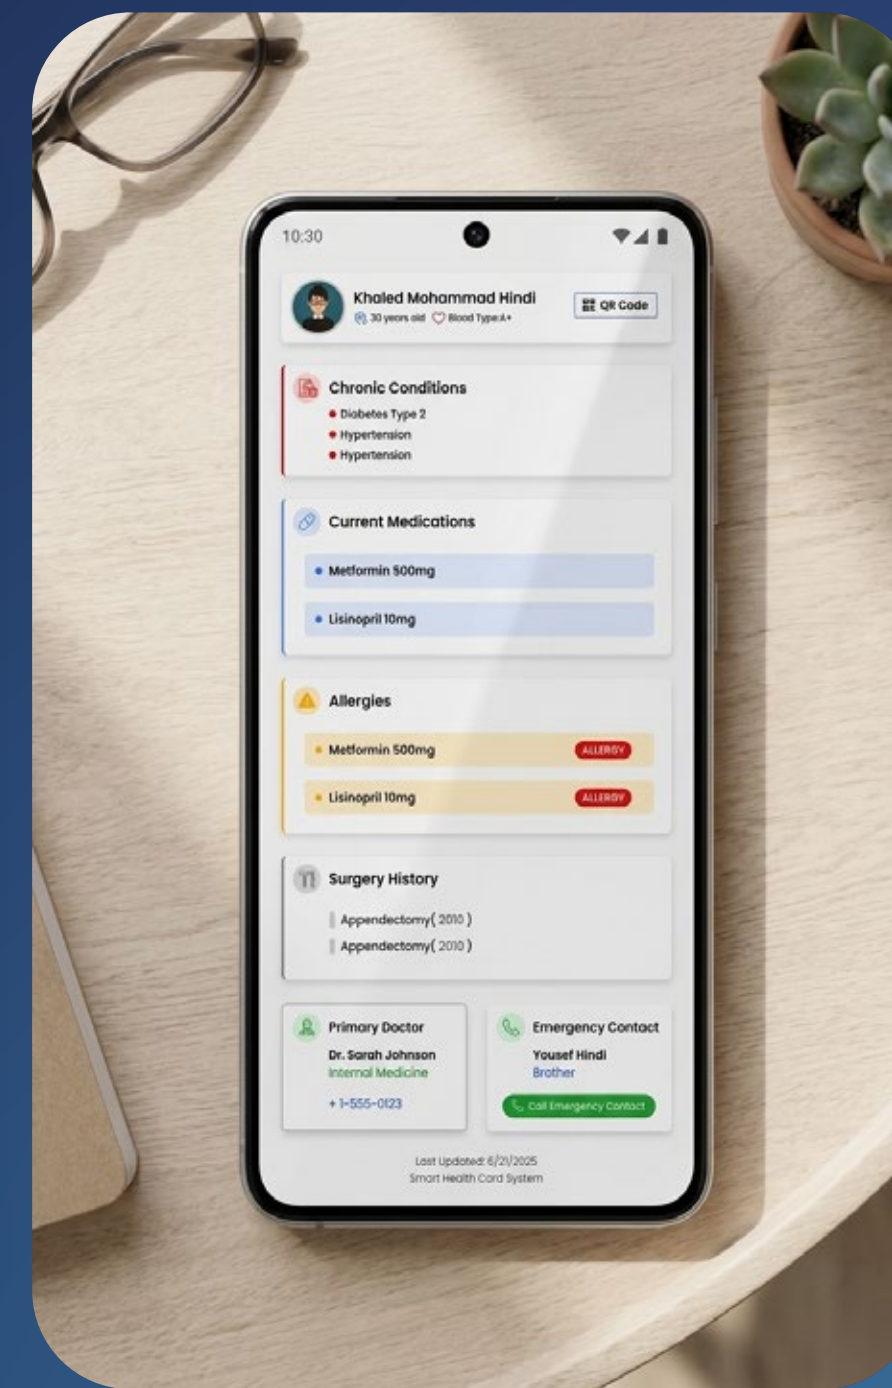 10:30
Khaled Mohammad Hindi
30 years old Blood Type:A+
QR Code
Chronic Conditions
Diabetes Type 2
Hypertension
Hypertension
Current Medications
Metformin 500mg
Lisinopril 10mg
Allergies
Metformin 500mg ALLERGY
Lisinopril 10mg ALLERGY
Surgery History
Appendectomy( 2010 )
Appendectomy( 2010 )
Primary Doctor
Dr. Sarah Johnson
Internal Medicine
+ 1-555-0123
Emergency Contact
Yousef Hindi
Brother
Call Emergency Contact
Last Updated: 6/21/2025
Smart Health Card System